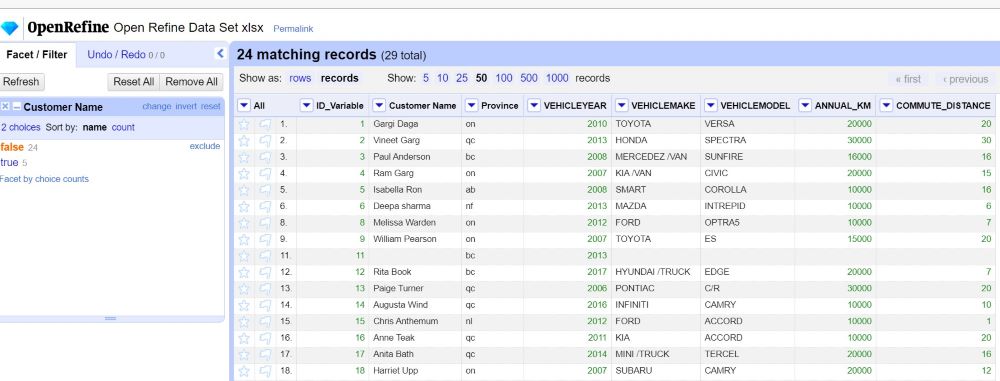 OpenRefine Open Refine Data Set xlsx Permalink
Facet / Filter Undo / Redo 0 / 0
Refresh Reset All Remove All
Customer Name change invert reset
2 choices Sort by: name count
false 24 exclude
true 5
Facet by choice counts
24 matching records (29 total)
Show as: rows records Show: 5 10 25 50 100 500 1000 records « first ‹ previous
All ID_Variable Customer Name Province VEHICLEYEAR VEHICLEMAKE VEHICLEMODEL ANNUAL_KM COMMUTE_DISTANCE
1. 1 Gargi Daga on 2010 TOYOTA VERSA 20000 20
2. 2 Vineet Garg qc 2013 HONDA SPECTRA 30000 30
3. 3 Paul Anderson bc 2008 MERCEDEZ /VAN SUNFIRE 16000 16
4. 4 Ram Garg on 2007 KIA /VAN CIVIC 20000 15
5. 5 Isabella Ron ab 2008 SMART COROLLA 10000 16
6. 6 Deepa sharma nf 2013 MAZDA INTREPID 10000 6
8. 8 Melissa Warden on 2012 FORD OPTRA5 10000 7
9. 9 William Pearson on 2007 TOYOTA ES 15000 20
11. 11 bc 2013
12. 12 Rita Book bc 2017 HYUNDAI /TRUCK EDGE 20000 7
13. 13 Paige Turner qc 2006 PONTIAC C/R 30000 20
14. 14 Augusta Wind qc 2016 INFINITI CAMRY 10000 10
15. 15 Chris Anthemum nl 2012 FORD ACCORD 10000 1
16. 16 Anne Teak qc 2011 KIA ACCORD 10000 20
17. 17 Anita Bath qc 2014 MINI /TRUCK TERCEL 20000 16
18. 18 Harriet Upp on 2007 SUBARU CAMRY 20000 12